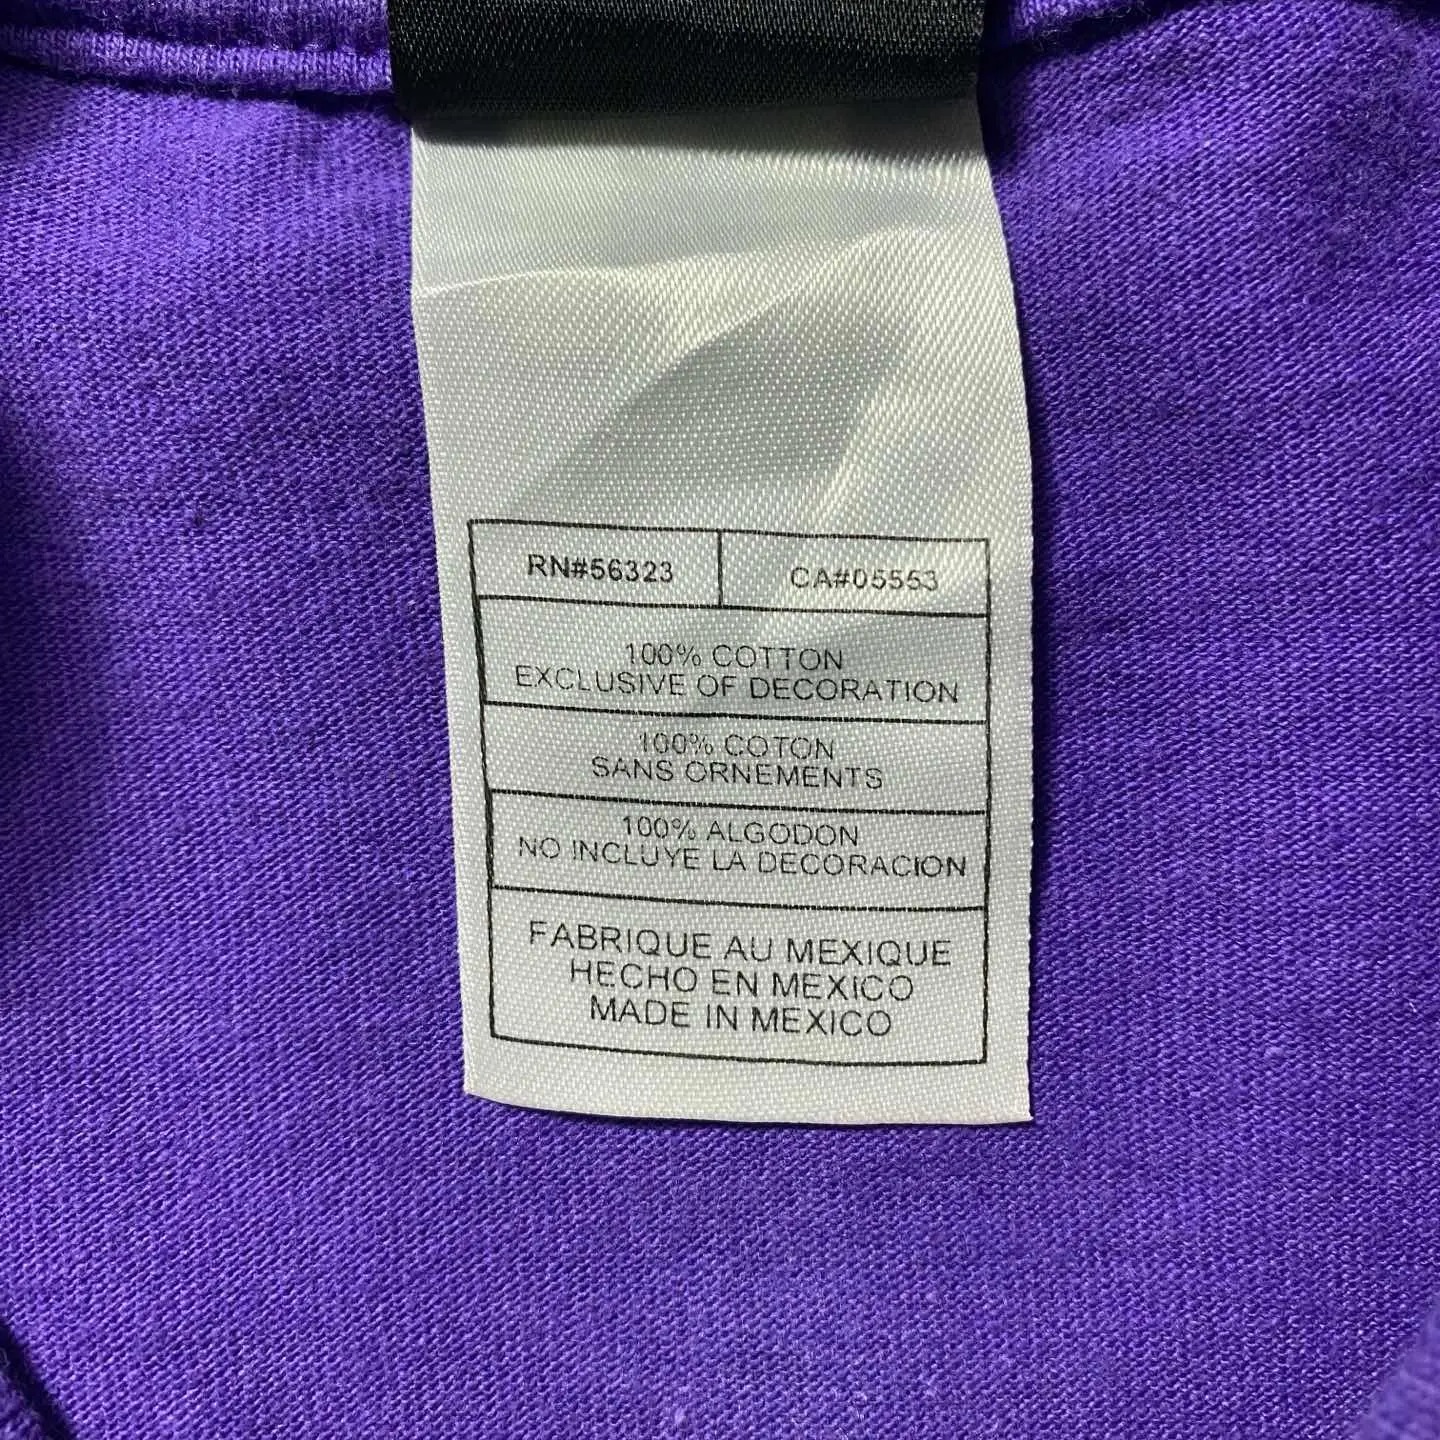 RN#56323 CA#05553
100% COTTON
EXCLUSIVE OF DECORATION
100% COTON
SANS ORNEMENTS
100% ALGODON
NO INCLUYE LA DECORACION
FABRIQUE AU MEXIQUE
HECHO EN MEXICO
MADE IN MEXICO